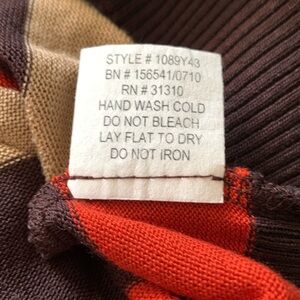 STYLE # 1089Y43
BN # 156541/0710
RN # 31310
HAND WASH COLD
DO NOT BLEACH
LAY FLAT TO DRY
DO NOT IRON